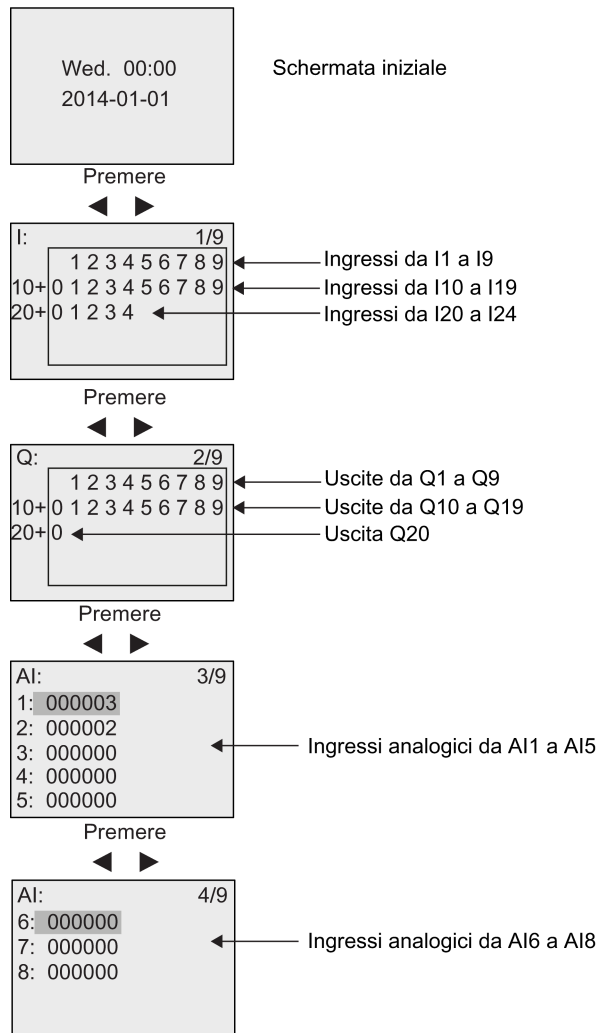 Wed. 00:00
Schermata iniziale
2014-01-01
Premere
I: 1/9
1 2 3 4 5 6 7 8 9
Ingressi da I1 a I9
10+ 0 1 2 3 4 5 6 7 8 9
Ingressi da I10 a I19
20+ 0 1 2 3 4
Ingressi da I20 a I24
Premere
Q: 2/9
1 2 3 4 5 6 7 8 9
Uscite da Q1 a Q9
10+ 0 1 2 3 4 5 6 7 8 9
Uscite da Q10 a Q19
20+ 0
Uscita Q20
Premere
AI: 3/9
1: 000003
2: 000002
3: 000000
Ingressi analogici da AI1 a AI5
4: 000000
5: 000000
Premere
AI: 4/9
6: 000000
7: 000000
Ingressi analogici da AI6 a AI8
8: 000000